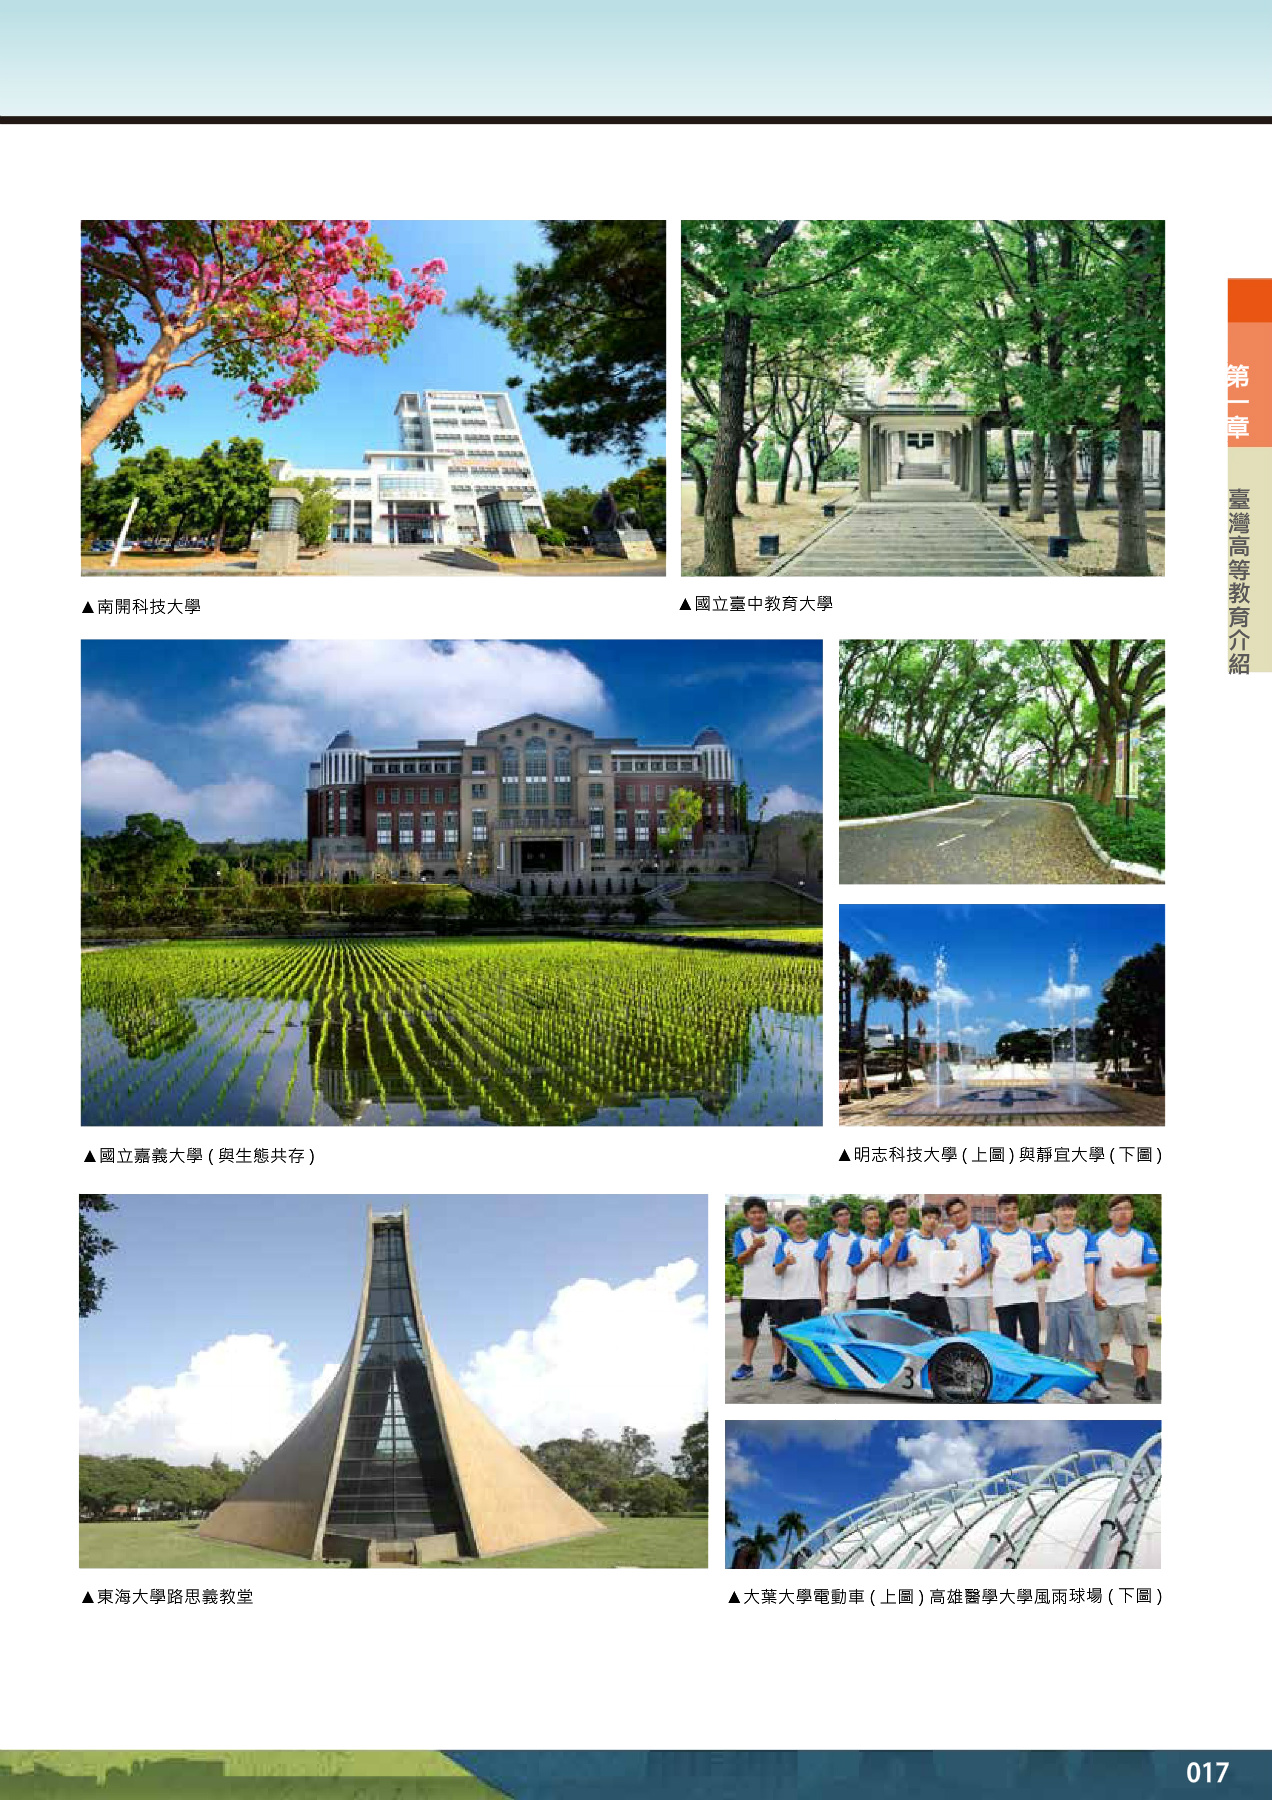 第一章
臺灣高等教育介紹
▲南開科技大學
▲國立臺中教育大學
▲國立嘉義大學 ( 與生態共存 )
▲明志科技大學 ( 上圖 ) 與靜宜大學 ( 下圖 )
3
▲東海大學路思義教堂
▲大葉大學電動車 ( 上圖 ) 高雄醫學大學風雨球場 ( 下圖 )
017